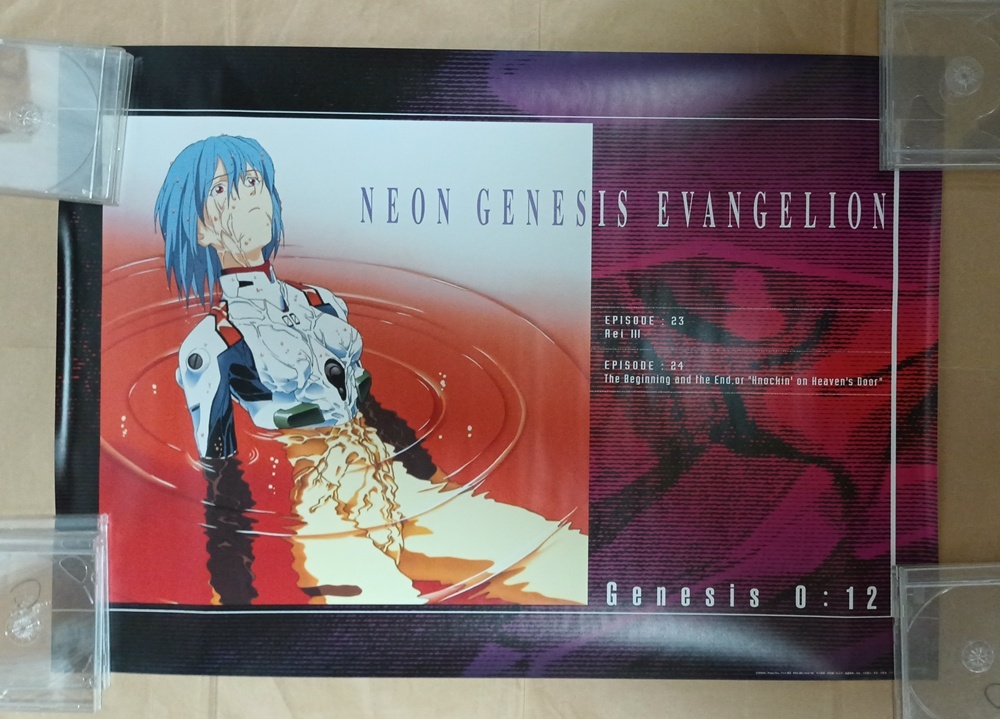 NEON GENESIS EVANGELION
EPISODE : 23
Rei III
EPISODE : 24
The Beginning and the End,or "Knockin' on Heaven's Door"
02
Genesis 0:12